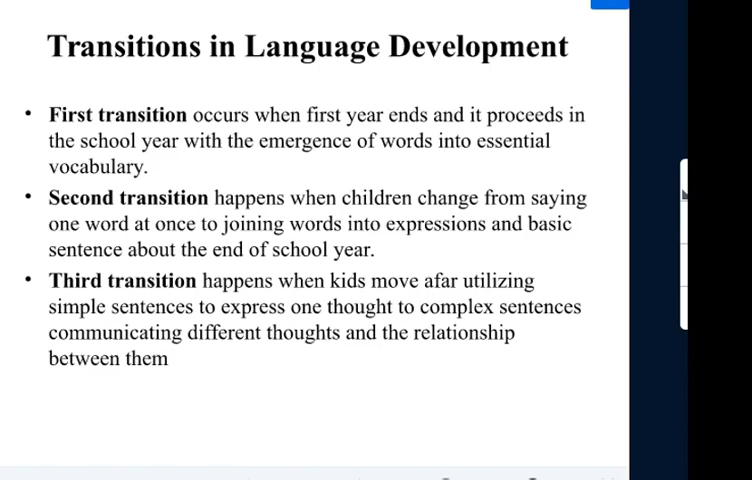 Transitions in Language Development
• First transition occurs when first year ends and it proceeds in
the school year with the emergence of words into essential
vocabulary.
• Second transition happens when children change from saying
one word at once to joining words into expressions and basic
sentence about the end of school year.
• Third transition happens when kids move afar utilizing
simple sentences to express one thought to complex sentences
communicating different thoughts and the relationship
between them